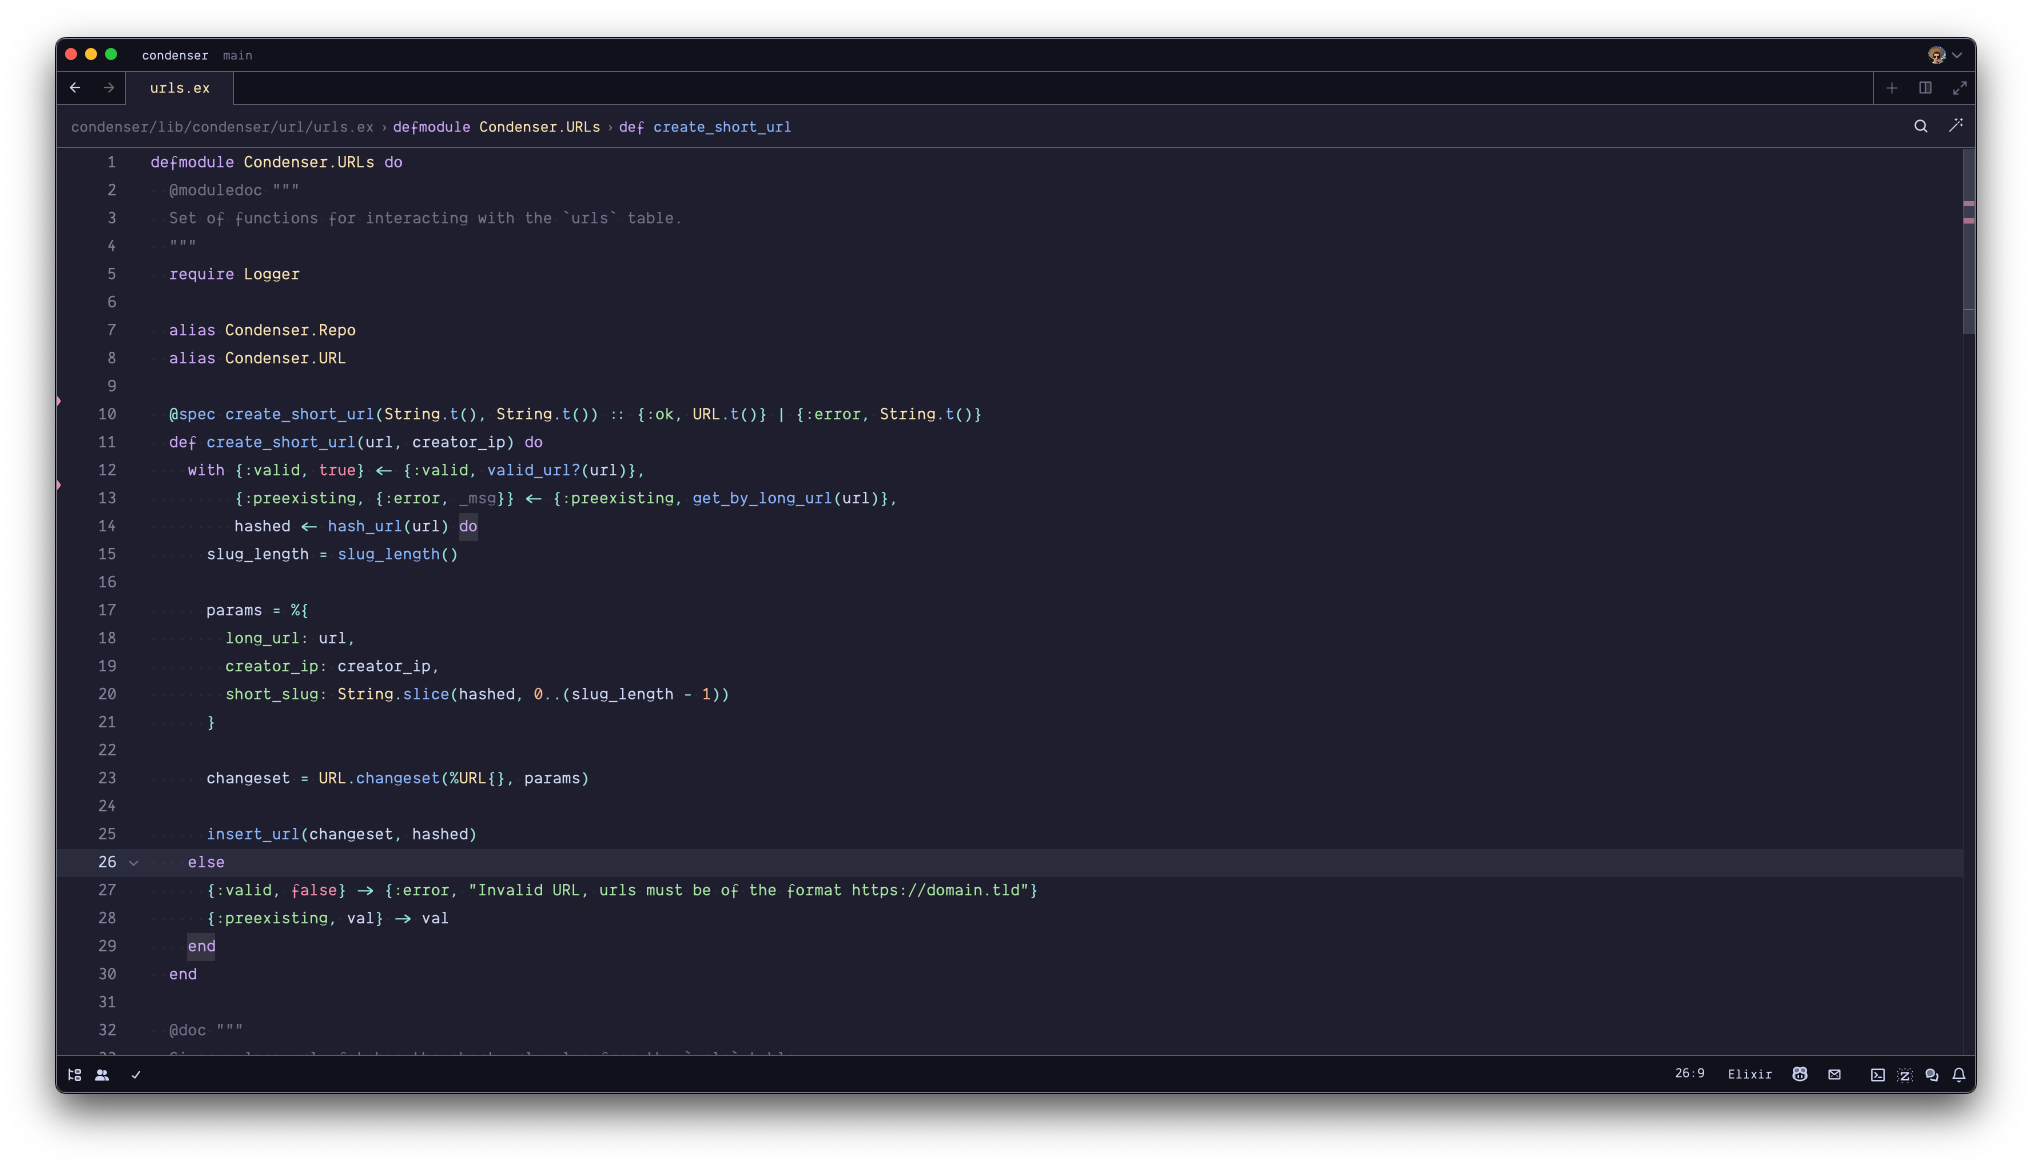 condenser main
urls.ex
condenser/lib/condenser/url/urls.ex › defmodule Condenser.URLs › def create_short_url
1 defmodule Condenser.URLs do
2 @moduledoc """
3 Set of functions for interacting with the `urls` table.
4 """
5 require Logger
6
7 alias Condenser.Repo
8 alias Condenser.URL
9
10 @spec create_short_url(String.t(), String.t()) :: {:ok, URL.t()} | {:error, String.t()}
11 def create_short_url(url, creator_ip) do
12 with {:valid, true} <- {:valid, valid_url?(url)},
13 {:preexisting, {:error, _msg}} <- {:preexisting, get_by_long_url(url)},
14 hashed <- hash_url(url) do
15 slug_length = slug_length()
16
17 params = %{
18 long_url: url,
19 creator_ip: creator_ip,
20 short_slug: String.slice(hashed, 0..(slug_length - 1))
21 }
22
23 changeset = URL.changeset(%URL{}, params)
24
25 insert_url(changeset, hashed)
26 else
27 {:valid, false} -> {:error, "Invalid URL, urls must be of the format https://domain.tld"}
28 {:preexisting, val} -> val
29 end
30 end
31
32 @doc """
26:9 Elixir